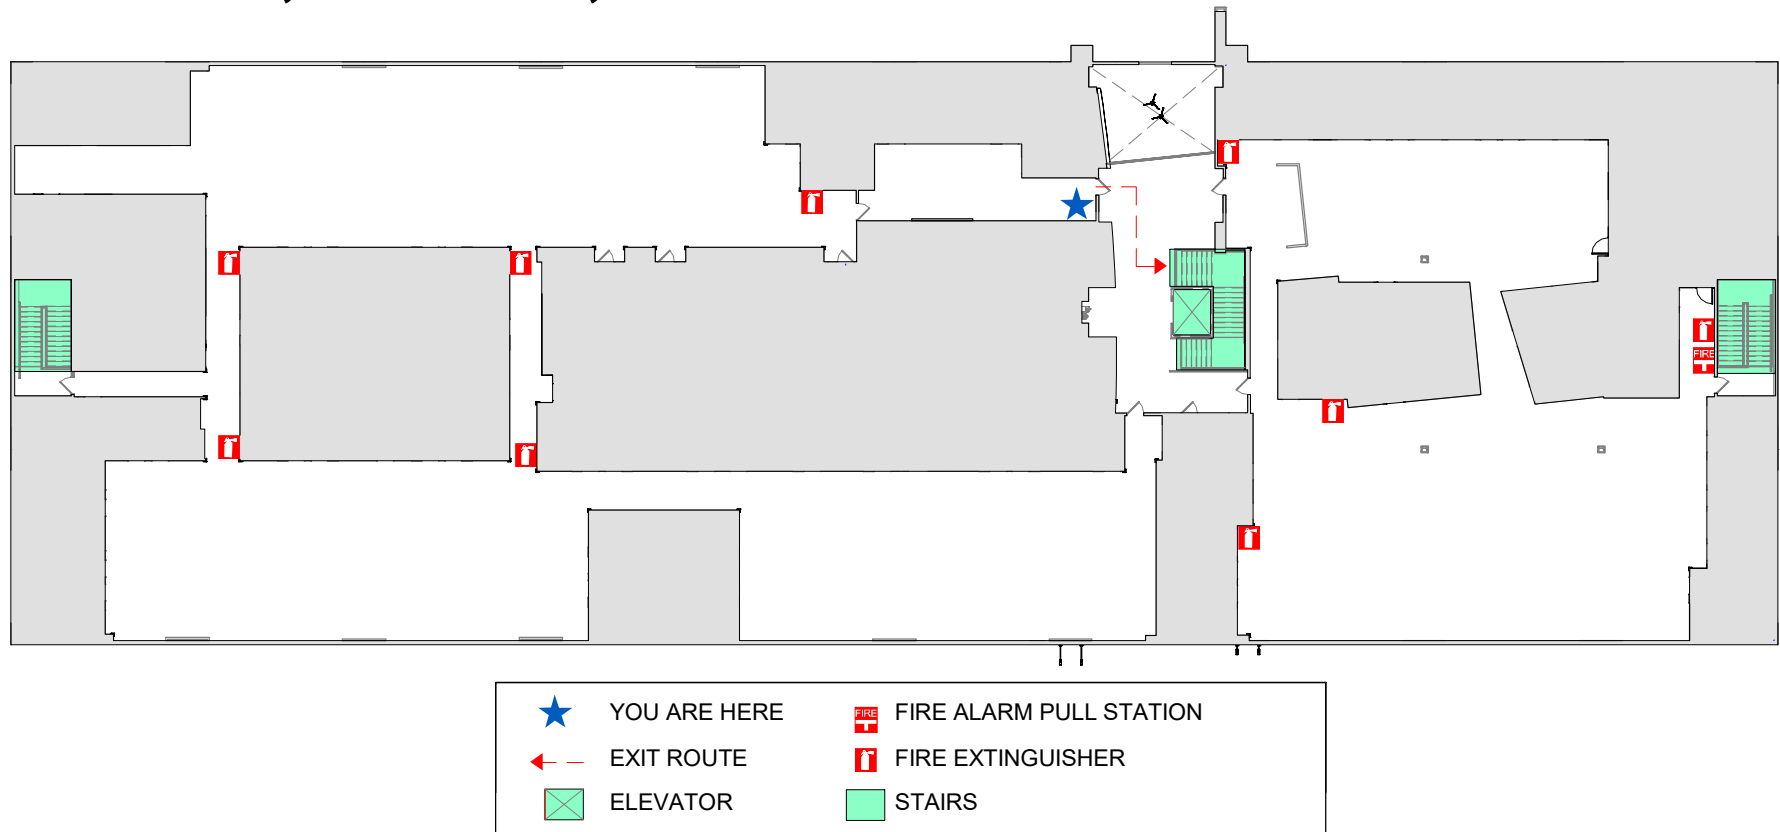 FIRE
YOU ARE HERE
FIRE
FIRE ALARM PULL STATION
EXIT ROUTE
FIRE EXTINGUISHER
ELEVATOR
STAIRS